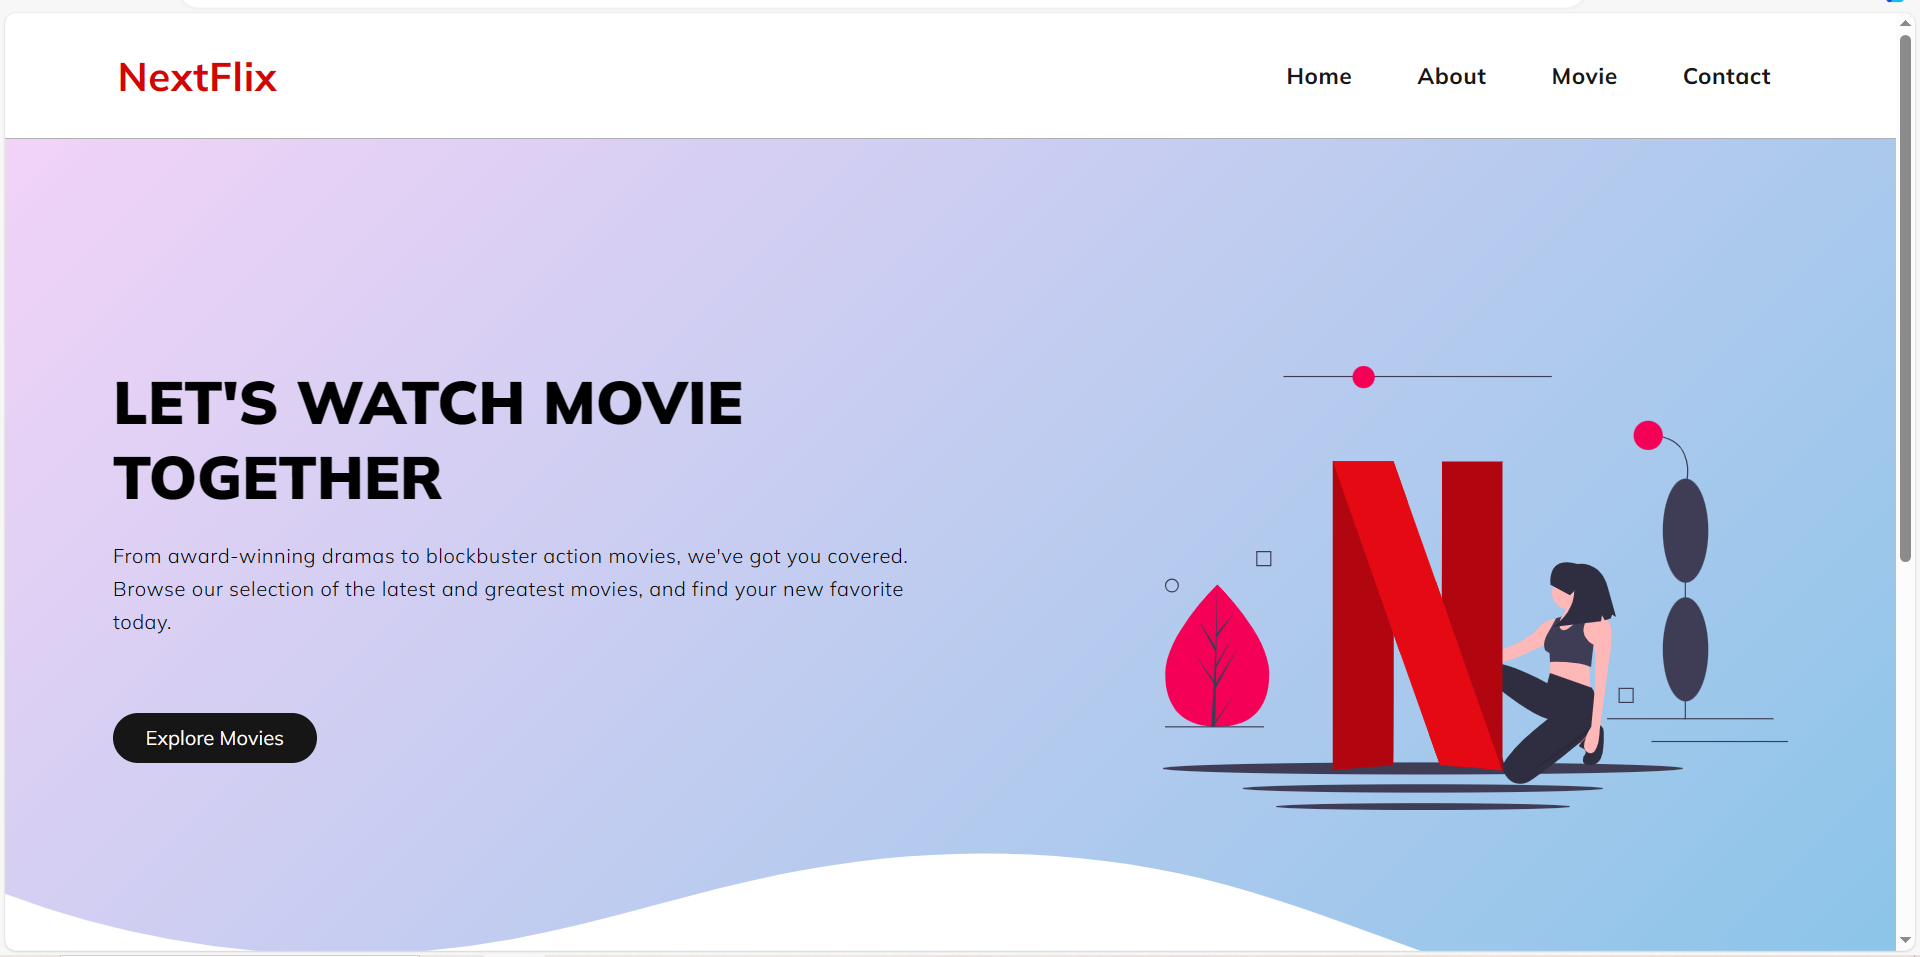 NextFlix
Home About Movie Contact
LET'S WATCH MOVIE
TOGETHER
From award-winning dramas to blockbuster action movies, we've got you covered.
Browse our selection of the latest and greatest movies, and find your new favorite
today.
Explore Movies